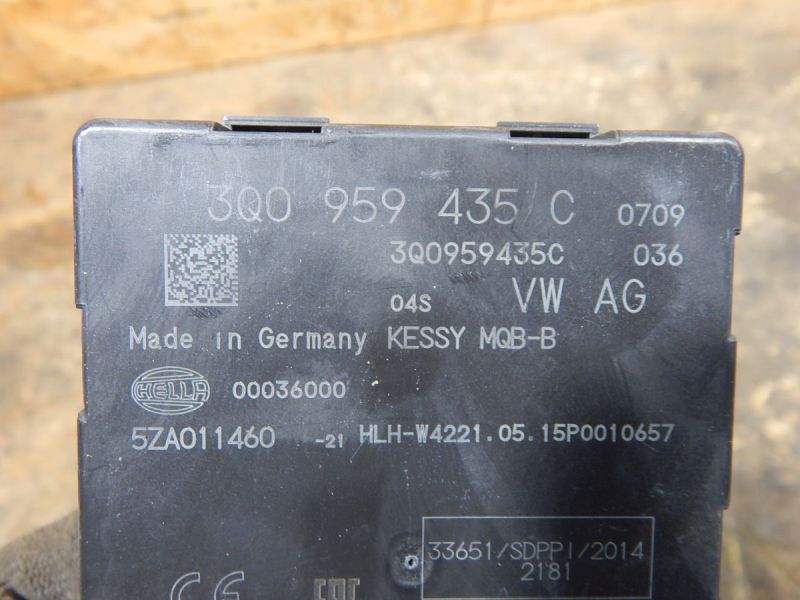 3Q0 959 435 C 0709
3Q0959435C 036
04S VW AG
Made in Germany KESSY MQB-B
HELLA 00036000
5ZA011460 -21 HLH-W4221.05.15P0010657
33651/SDPPI/2014
2181
CE EAC